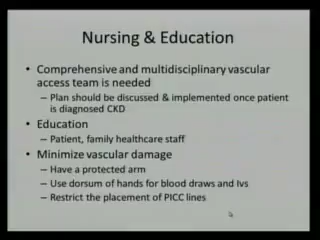 Nursing & Education
• Comprehensive and multidisciplinary vascular
access team is needed
– Plan should be discussed & implemented once patient
is diagnosed CKD
• Education
– Patient, family healthcare staff
• Minimize vascular damage
– Have a protected arm
– Use dorsum of hands for blood draws and Ivs
– Restrict the placement of PICC lines